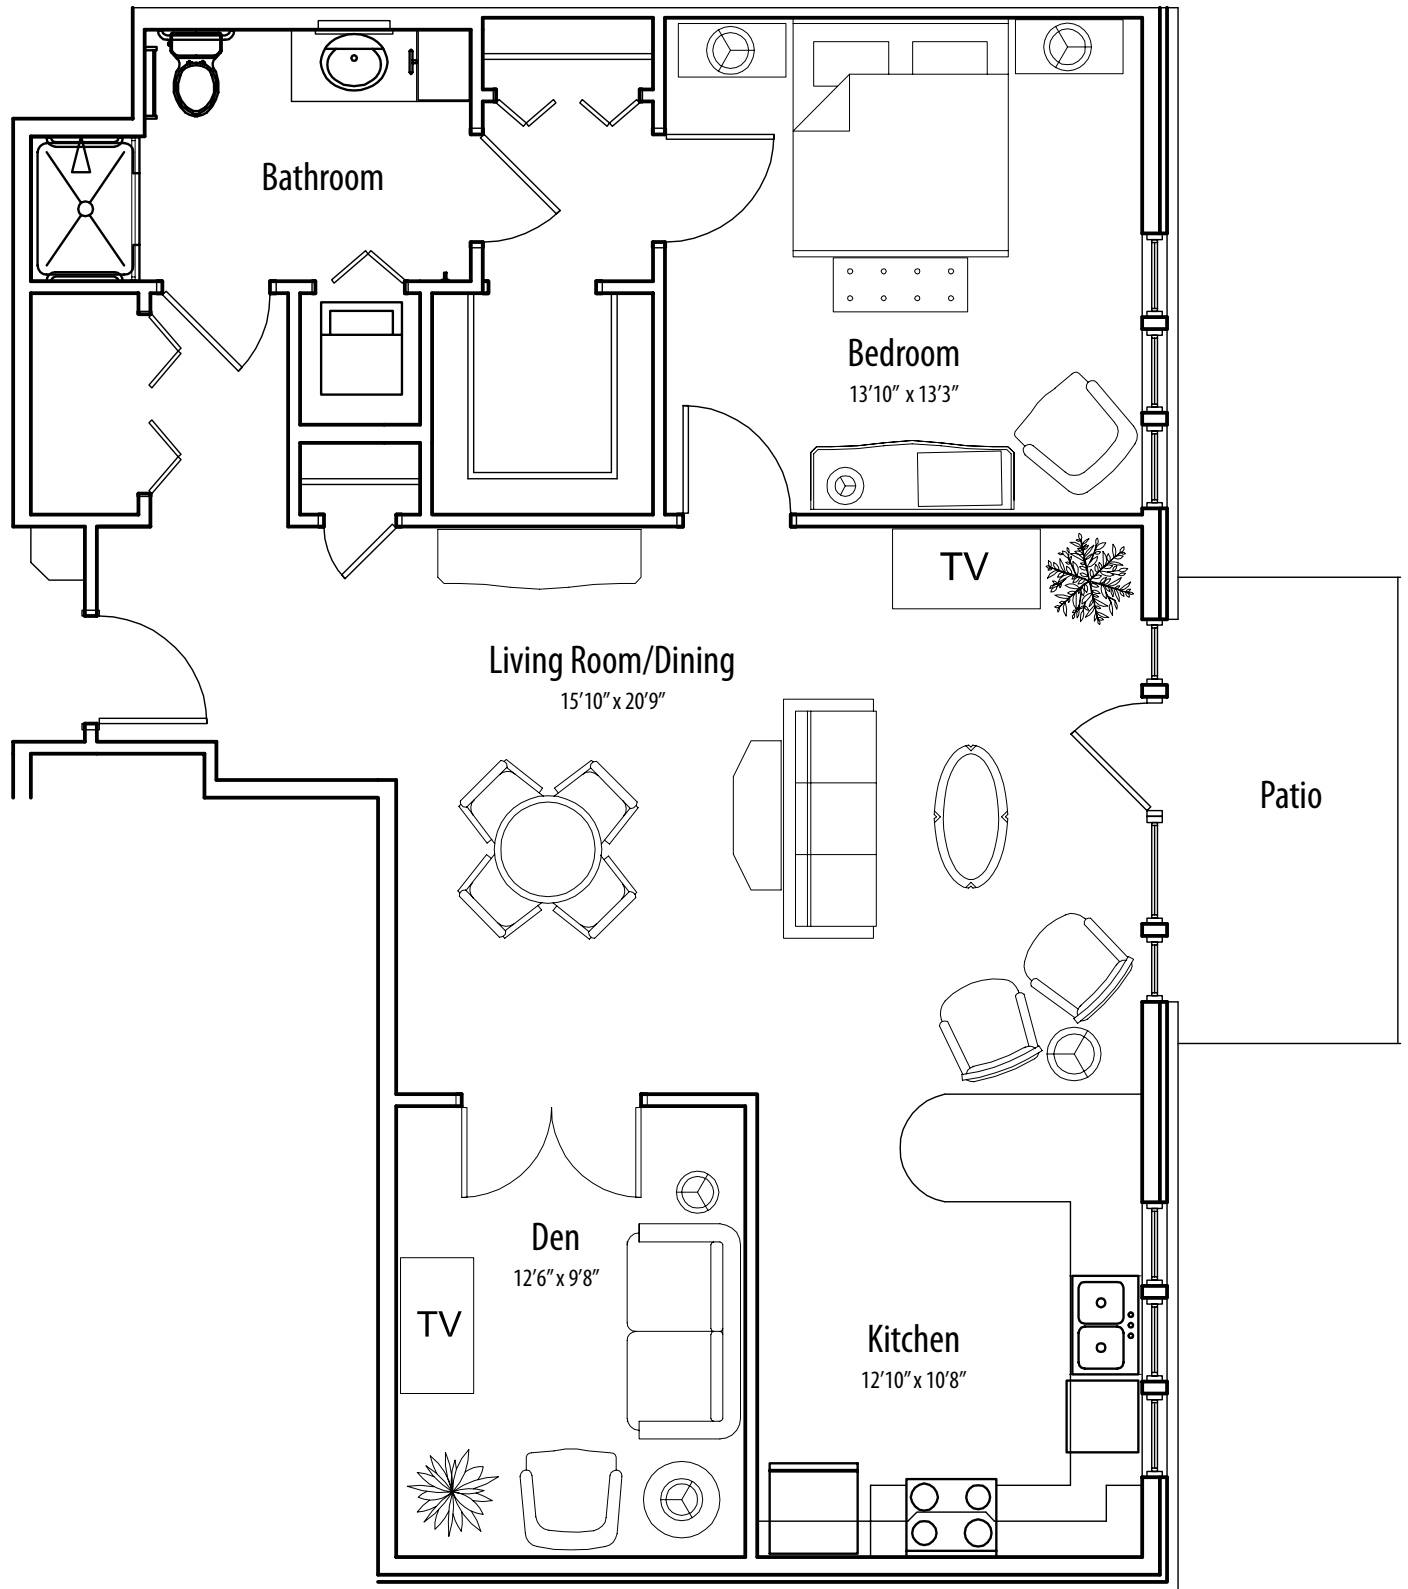 Bathroom
Bedroom
13’10” x 13’3”
TV
Living Room/Dining
15’10” x 20’9”
Patio
Den
12’6” x 9’8”
TV
Kitchen
12’10” x 10’8”